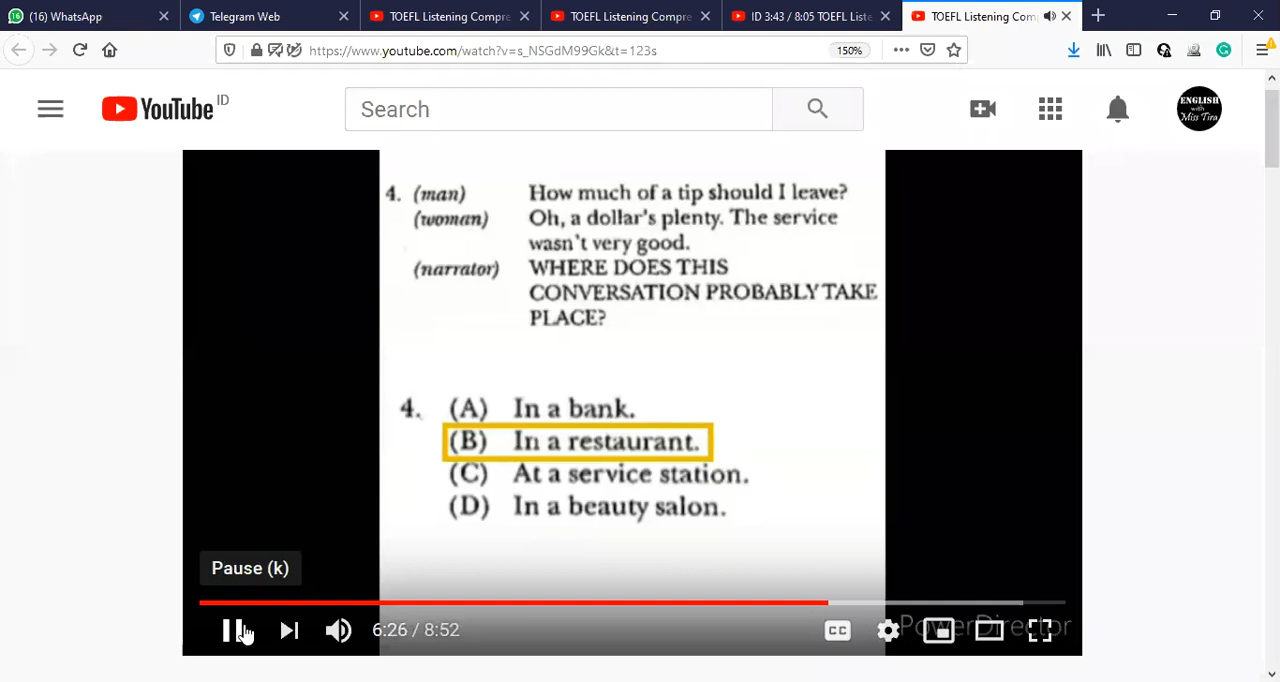 (16) WhatsApp
Telegram Web
TOEFL Listening Compre
TOEFL Listening Compre
ID 3:43 / 8:05 TOEFL Liste
TOEFL Listening Com
https://www.youtube.com/watch?v=s_NSGdM99Gk&t=123s
150%
YouTube ID
Search
ENGLISH
with
Miss Tira
4. (man) How much of a tip should I leave?
(woman) Oh, a dollar's plenty. The service
wasn't very good.
(narrator) WHERE DOES THIS
CONVERSATION PROBABLY TAKE
PLACE?
4. (A) In a bank.
(B) In a restaurant.
(C) At a service station.
(D) In a beauty salon.
Pause (k)
6:26 / 8:52
CC
PowerDirector